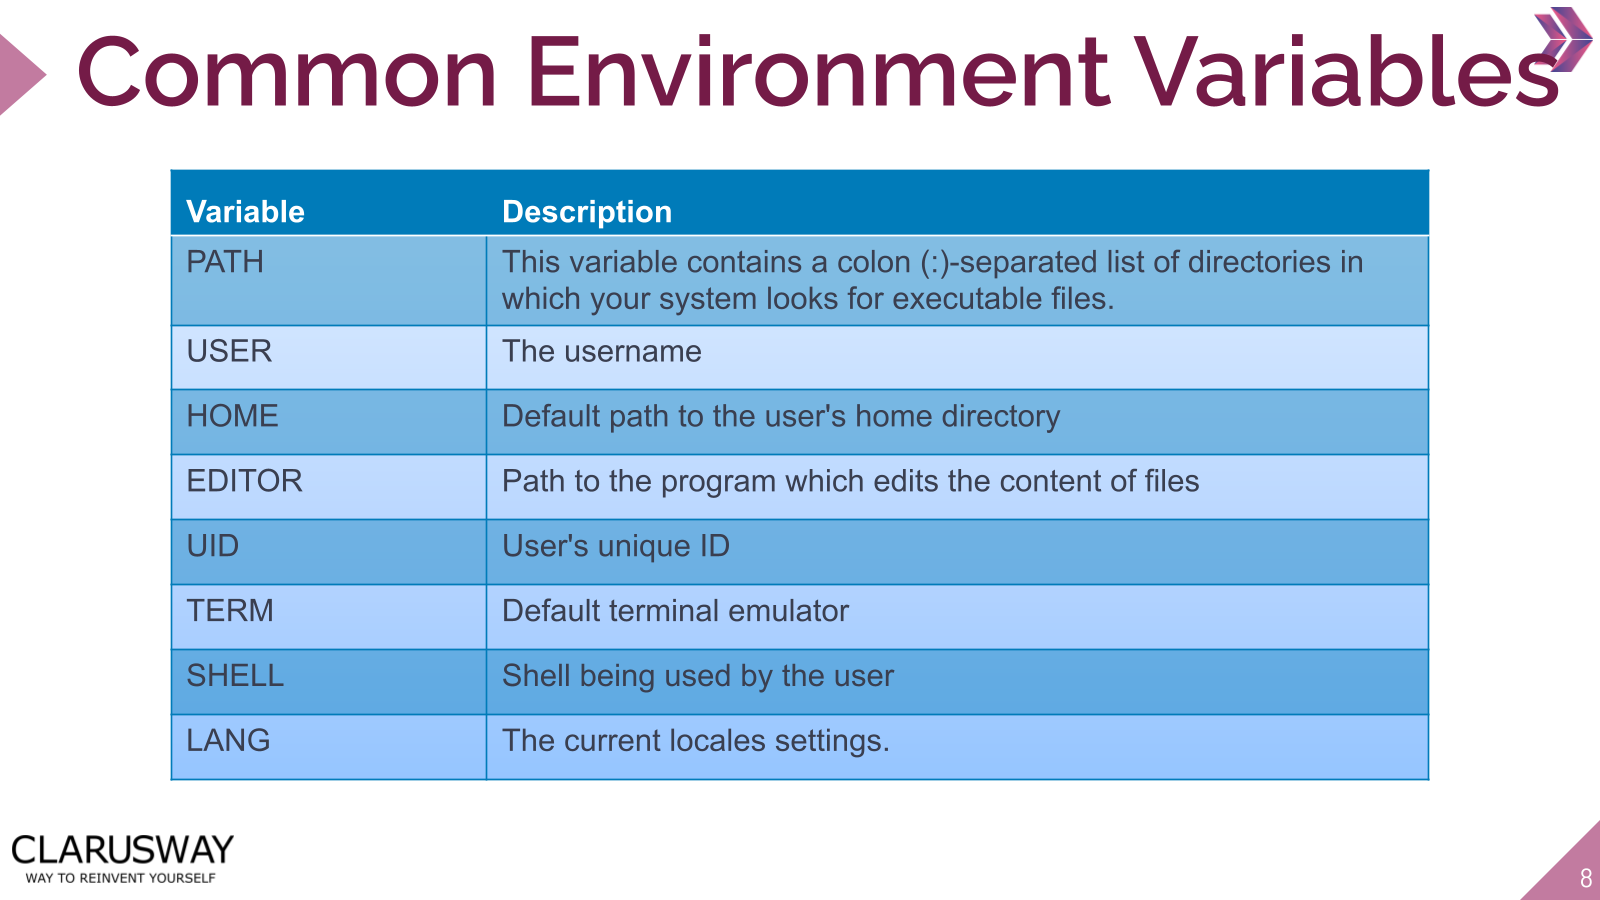 Common Environment Variables
Variable Description
PATH This variable contains a colon (:)-separated list of directories in
which your system looks for executable files.
USER The username
HOME Default path to the user's home directory
EDITOR Path to the program which edits the content of files
UID User's unique ID
TERM Default terminal emulator
SHELL Shell being used by the user
LANG The current locales settings.
CLARUSWAY
WAY TO REINVENT YOURSELF
8